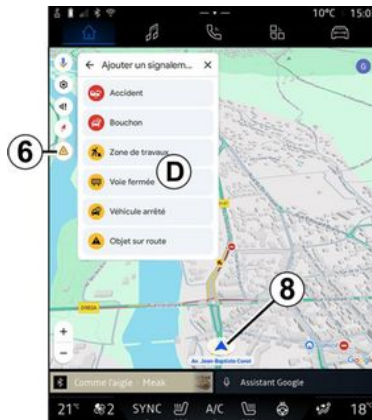 10°C 15:0
Ajouter un signalem...
G
Accident
Bouchon
6
Zone de travaux
D
Voie fermée
Véhicule arrêté
Objet sur route
8
Av. Jean-Baptiste Corot
Comme l'aigle - Meak
Assistant Google
21° 2 SYNC A/C 18°